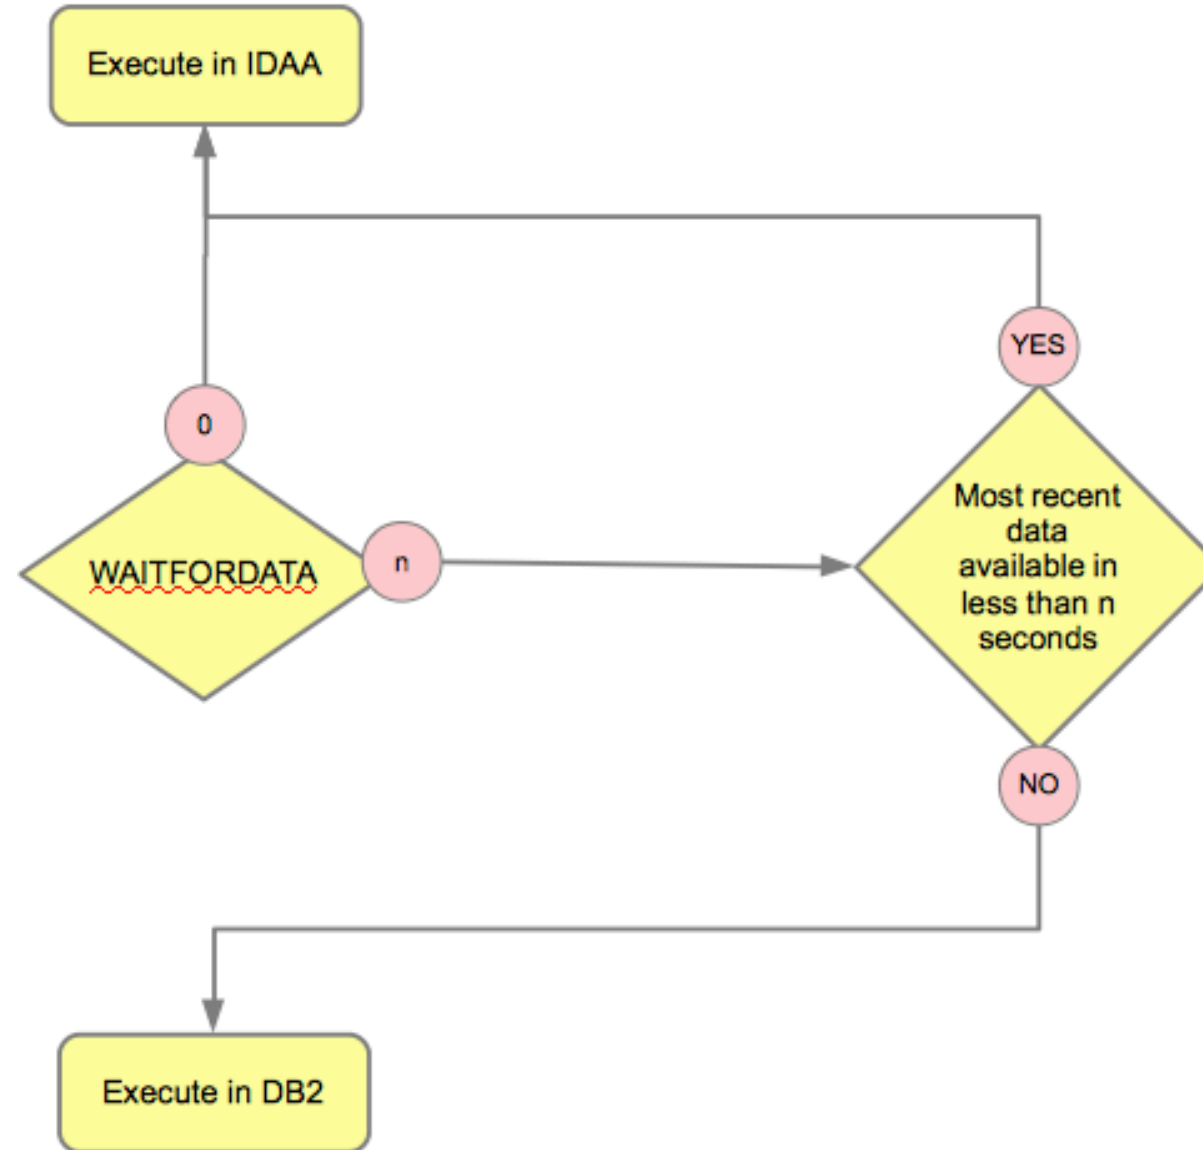 Execute in IDAA
YES
0
Most recent
data
available in
less than n
seconds
WAITFORDATA
n
NO
Execute in DB2